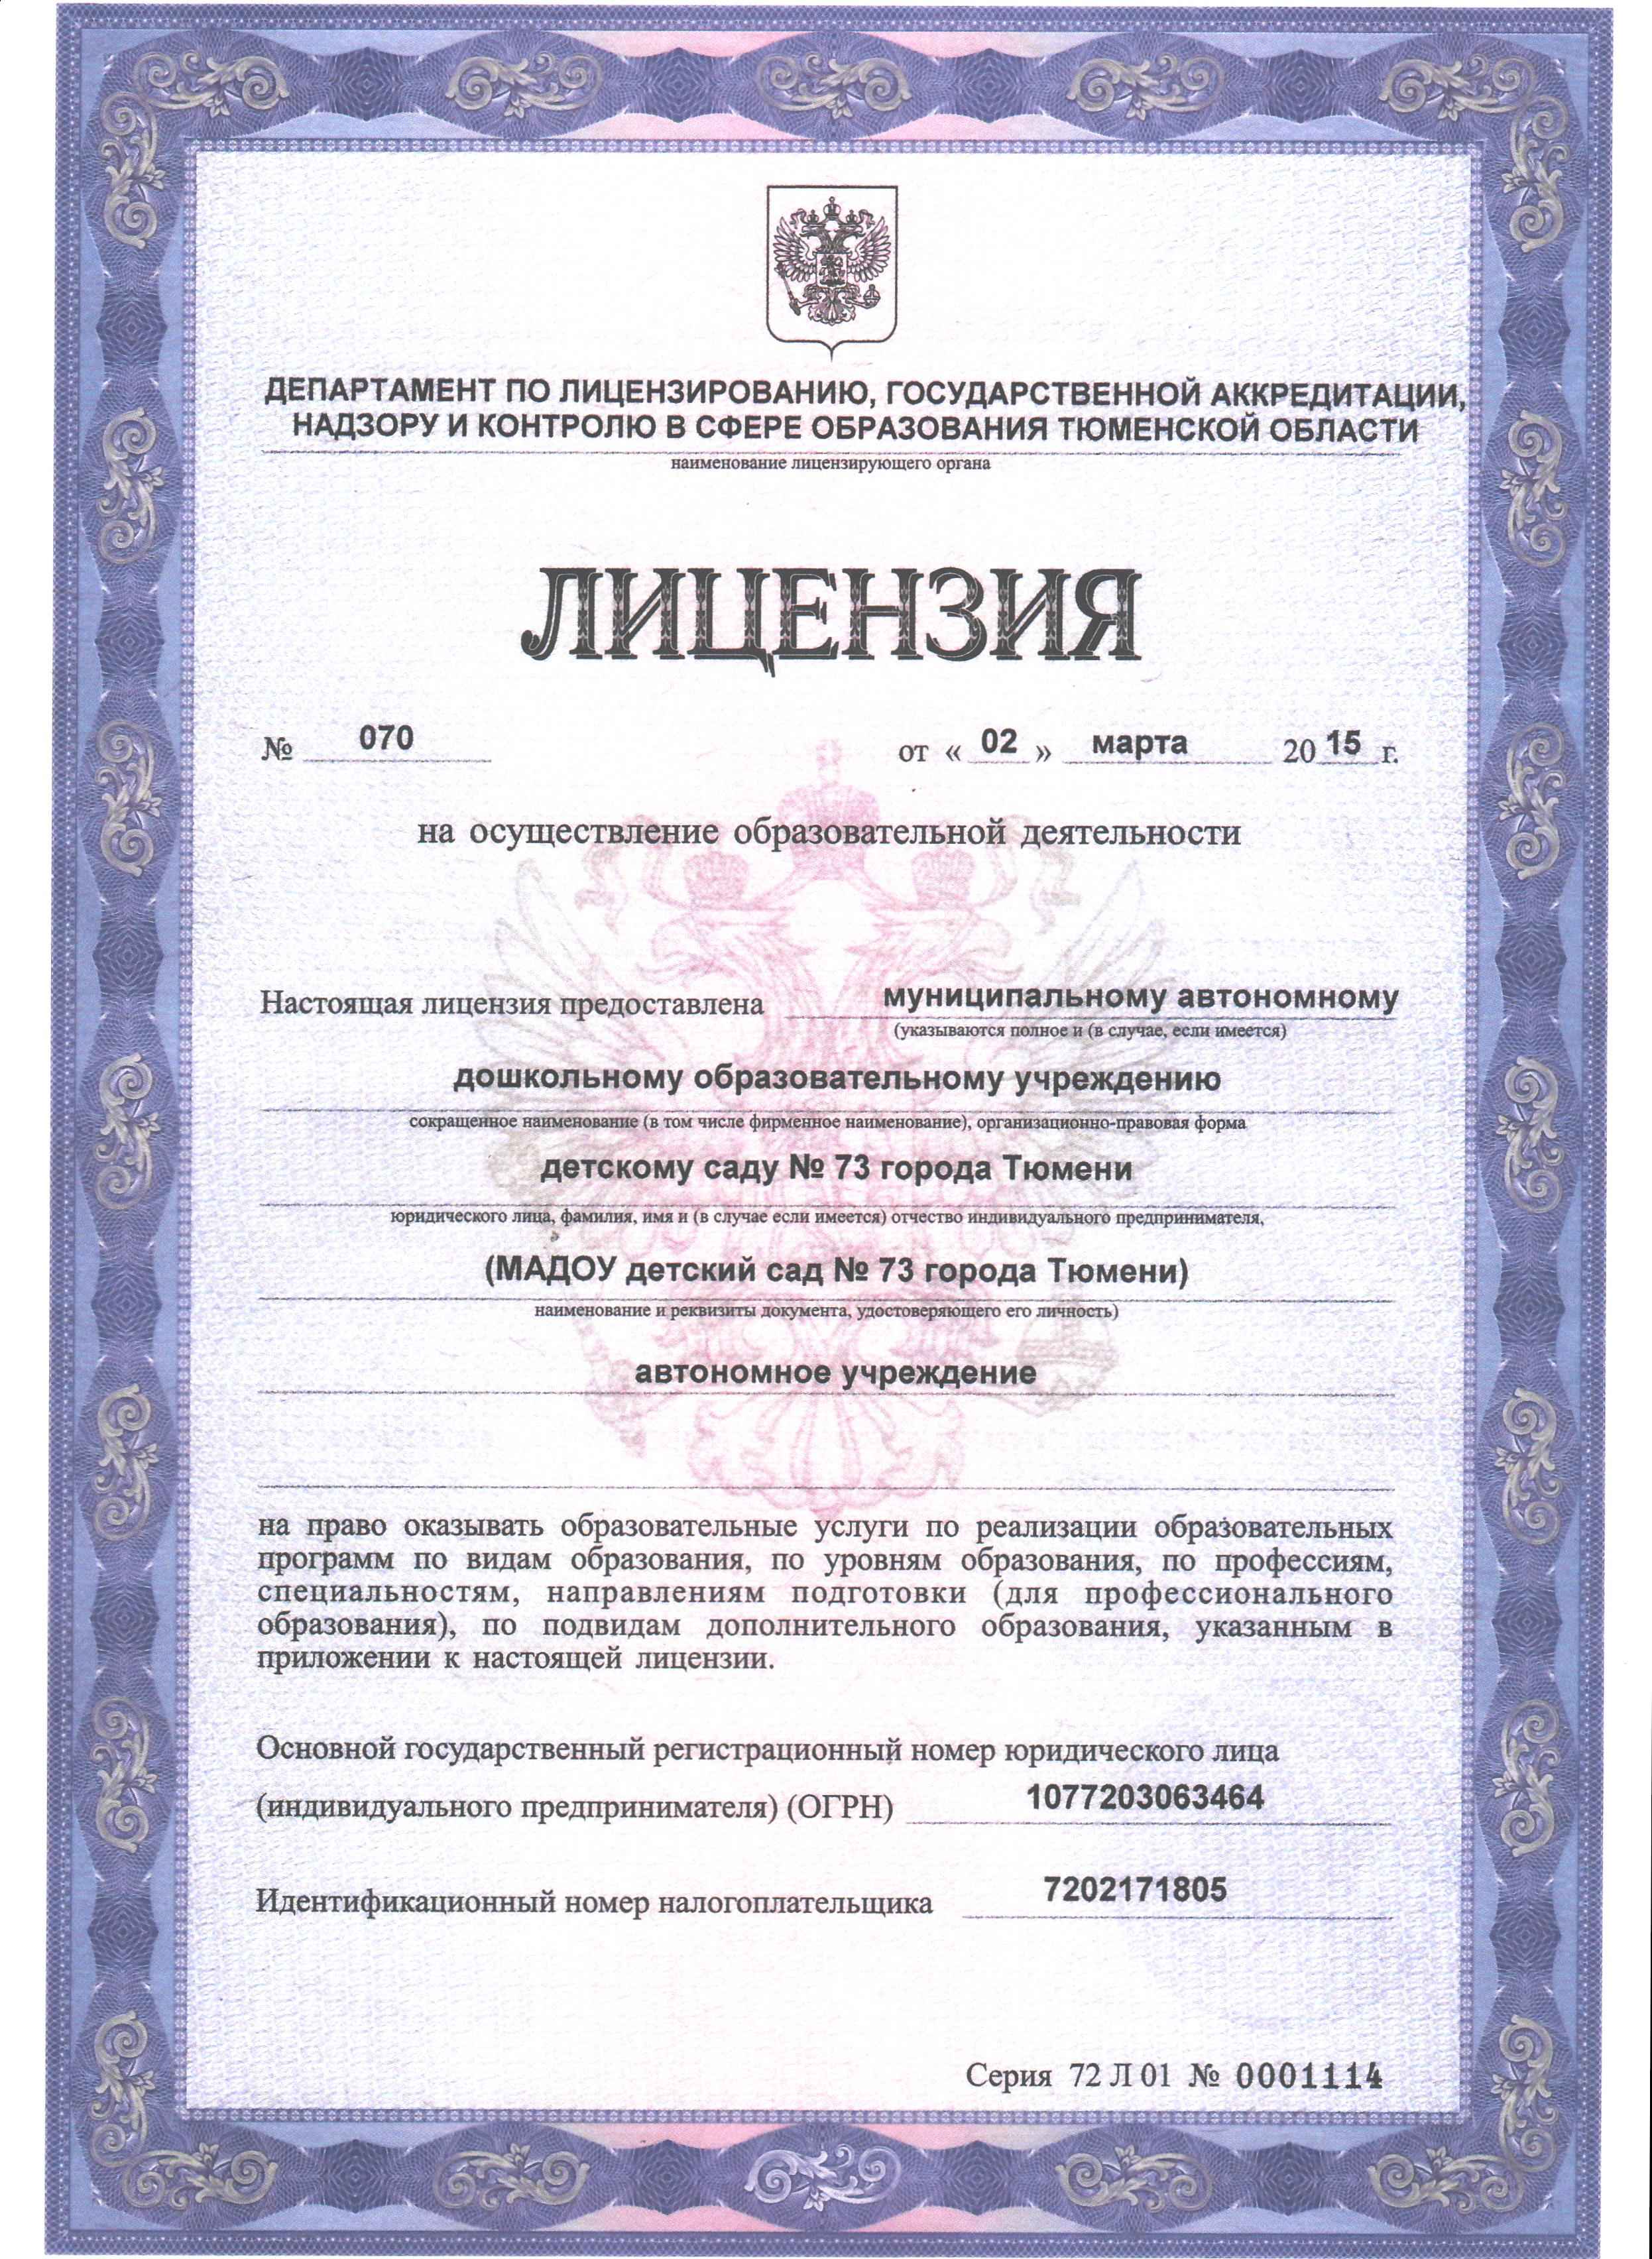 ДЕПАРТАМЕНТ ПО ЛИЦЕНЗИРОВАНИЮ, ГОСУДАРСТВЕННОЙ АККРЕДИТАЦИИ,
НАДЗОРУ И КОНТРОЛЮ В СФЕРЕ ОБРАЗОВАНИЯ ТЮМЕНСКОЙ ОБЛАСТИ
наименование лицензирующего органа
ЛИЦЕНЗИЯ
№ 070 от « 02 » марта 20 15 г.
на осуществление образовательной деятельности
Настоящая лицензия предоставлена муниципальному автономному
(указываются полное и (в случае, если имеется)
дошкольному образовательному учреждению
сокращенное наименование (в том числе фирменное наименование), организационно-правовая форма
детскому саду № 73 города Тюмени
юридического лица, фамилия, имя и (в случае если имеется) отчество индивидуального предпринимателя,
(МАДОУ детский сад № 73 города Тюмени)
наименование и реквизиты документа, удостоверяющего его личность)
автономное учреждение
на право оказывать образовательные услуги по реализации образовательных
программ по видам образования, по уровням образования, по профессиям,
специальностям, направлениям подготовки (для профессионального
образования), по подвидам дополнительного образования, указанным в
приложении к настоящей лицензии.
Основной государственный регистрационный номер юридического лица
(индивидуального предпринимателя) (ОГРН) 1077203063464
Идентификационный номер налогоплательщика 7202171805
Серия 72 Л 01 № 0001114